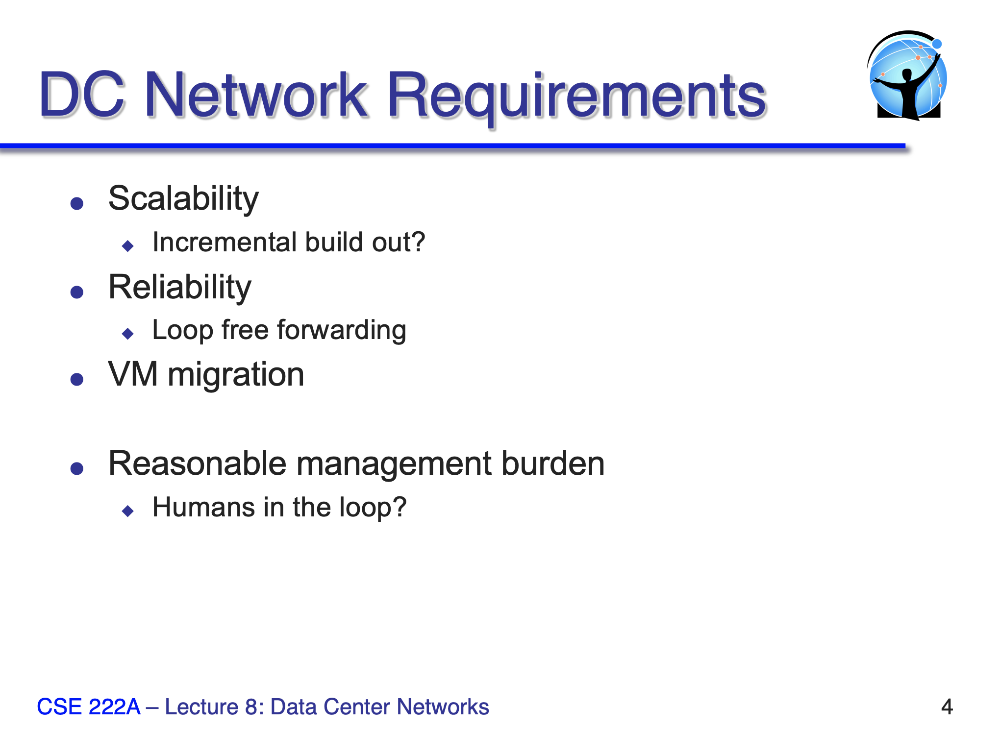 DC Network Requirements
Scalability
Incremental build out?
Reliability
Loop free forwarding
VM migration
Reasonable management burden
Humans in the loop?
CSE 222A – Lecture 8: Data Center Networks
4